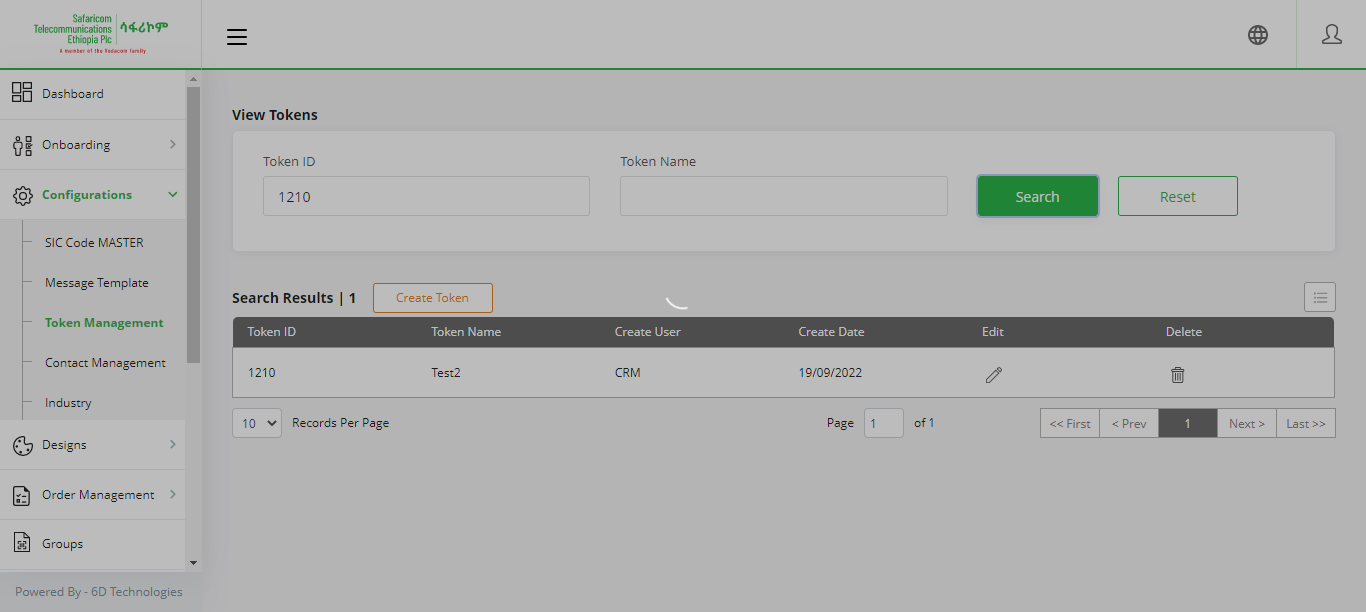 Safaricom
Telecommunications
Ethiopia Plc
ሳፋሪኮም
A member of the Vodacom family
Dashboard
Onboarding
Configurations
SIC Code MASTER
Message Template
Token Management
Contact Management
Industry
Designs
Order Management
Groups
Powered By - 6D Technologies
View Tokens
Token ID
Token Name
1210
Search
Reset
Search Results | 1
Create Token
Token ID Token Name Create User Create Date Edit Delete
1210 Test2 CRM 19/09/2022
10 Records Per Page
Page 1 of 1
<< First < Prev 1 Next > Last >>